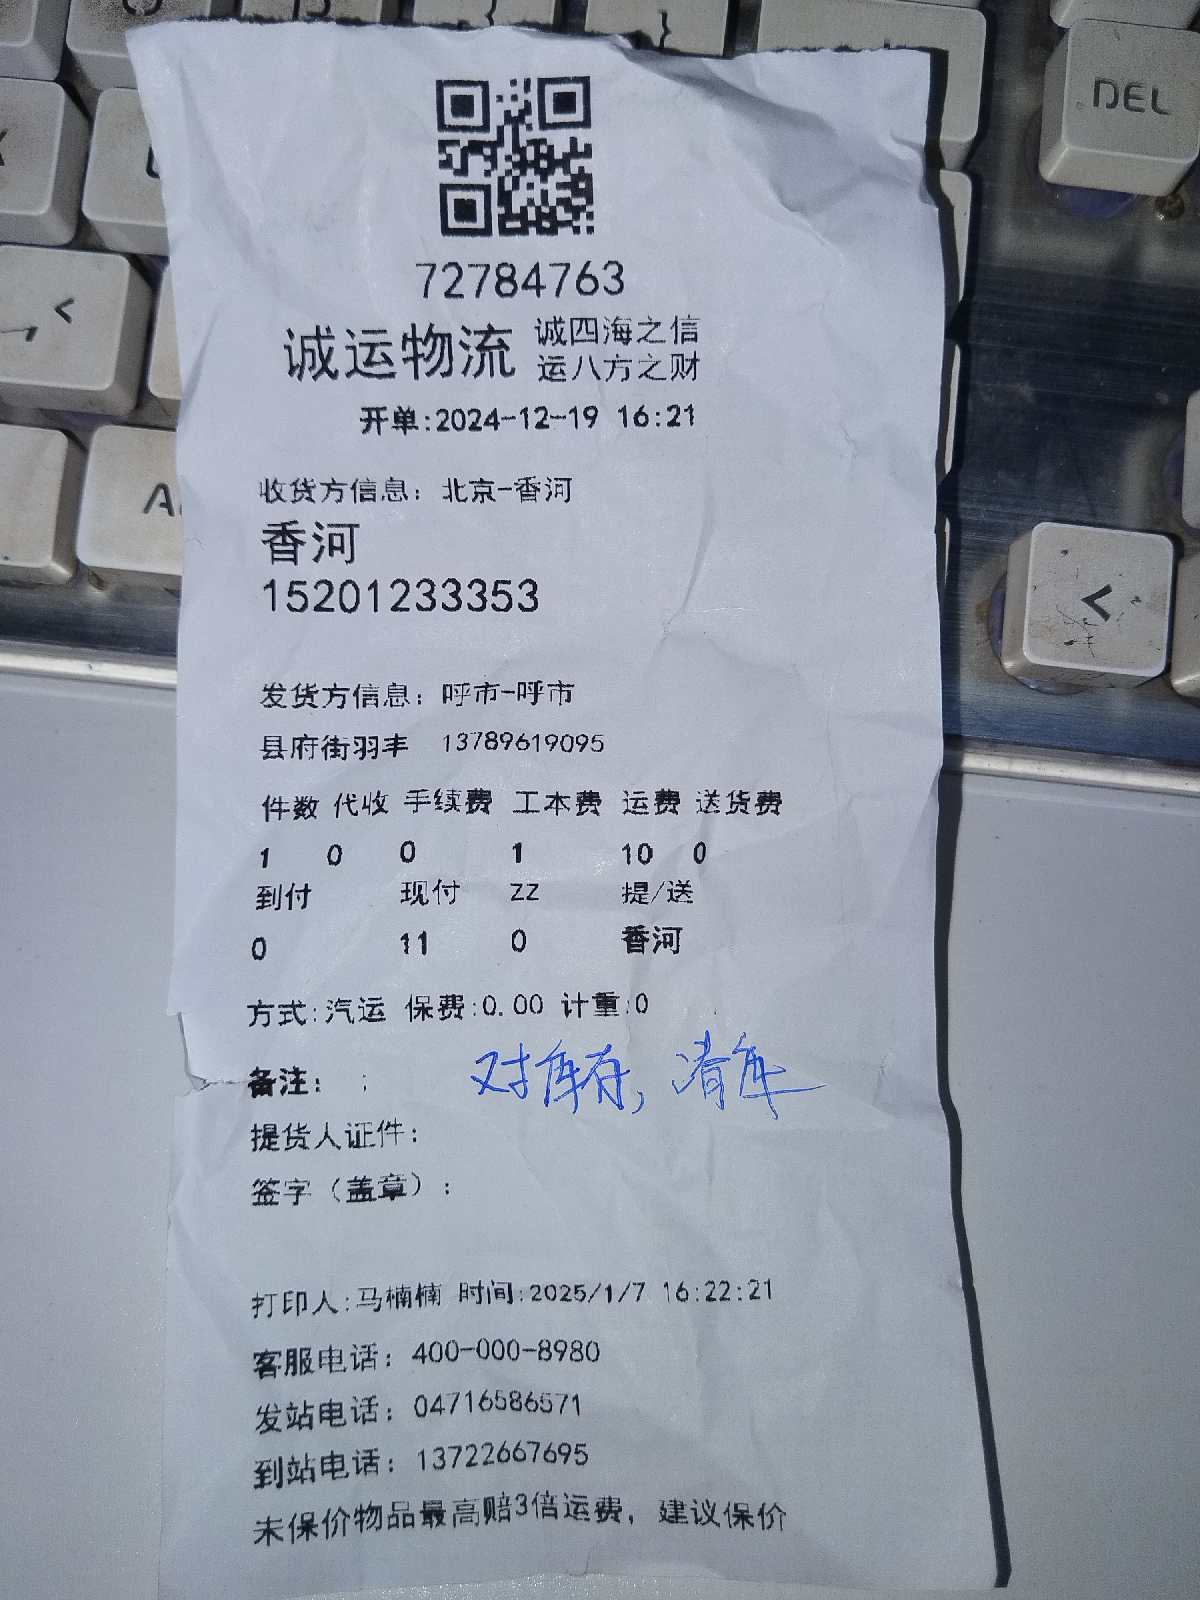 DEL
72784763
诚运物流 诚四海之信
运八方之财
开单:2024-12-19 16:21
收货方信息：北京-香河
香河
15201233353
发货方信息：呼市-呼市
县府街羽丰 13789619095
件数 代收 手续费 工本费 运费 送货费
1 0 0 1 10 0
到付 现付 ZZ 提/送
0 11 0 香河
方式:汽运 保费:0.00 计重:0
备注： ；
对库存，清库
提货人证件：
签字（盖章）：
打印人:马楠楠 时间:2025/1/7 16:22:21
客服电话：400-000-8980
发站电话：04716586571
到站电话：13722667695
未保价物品最高赔3倍运费，建议保价